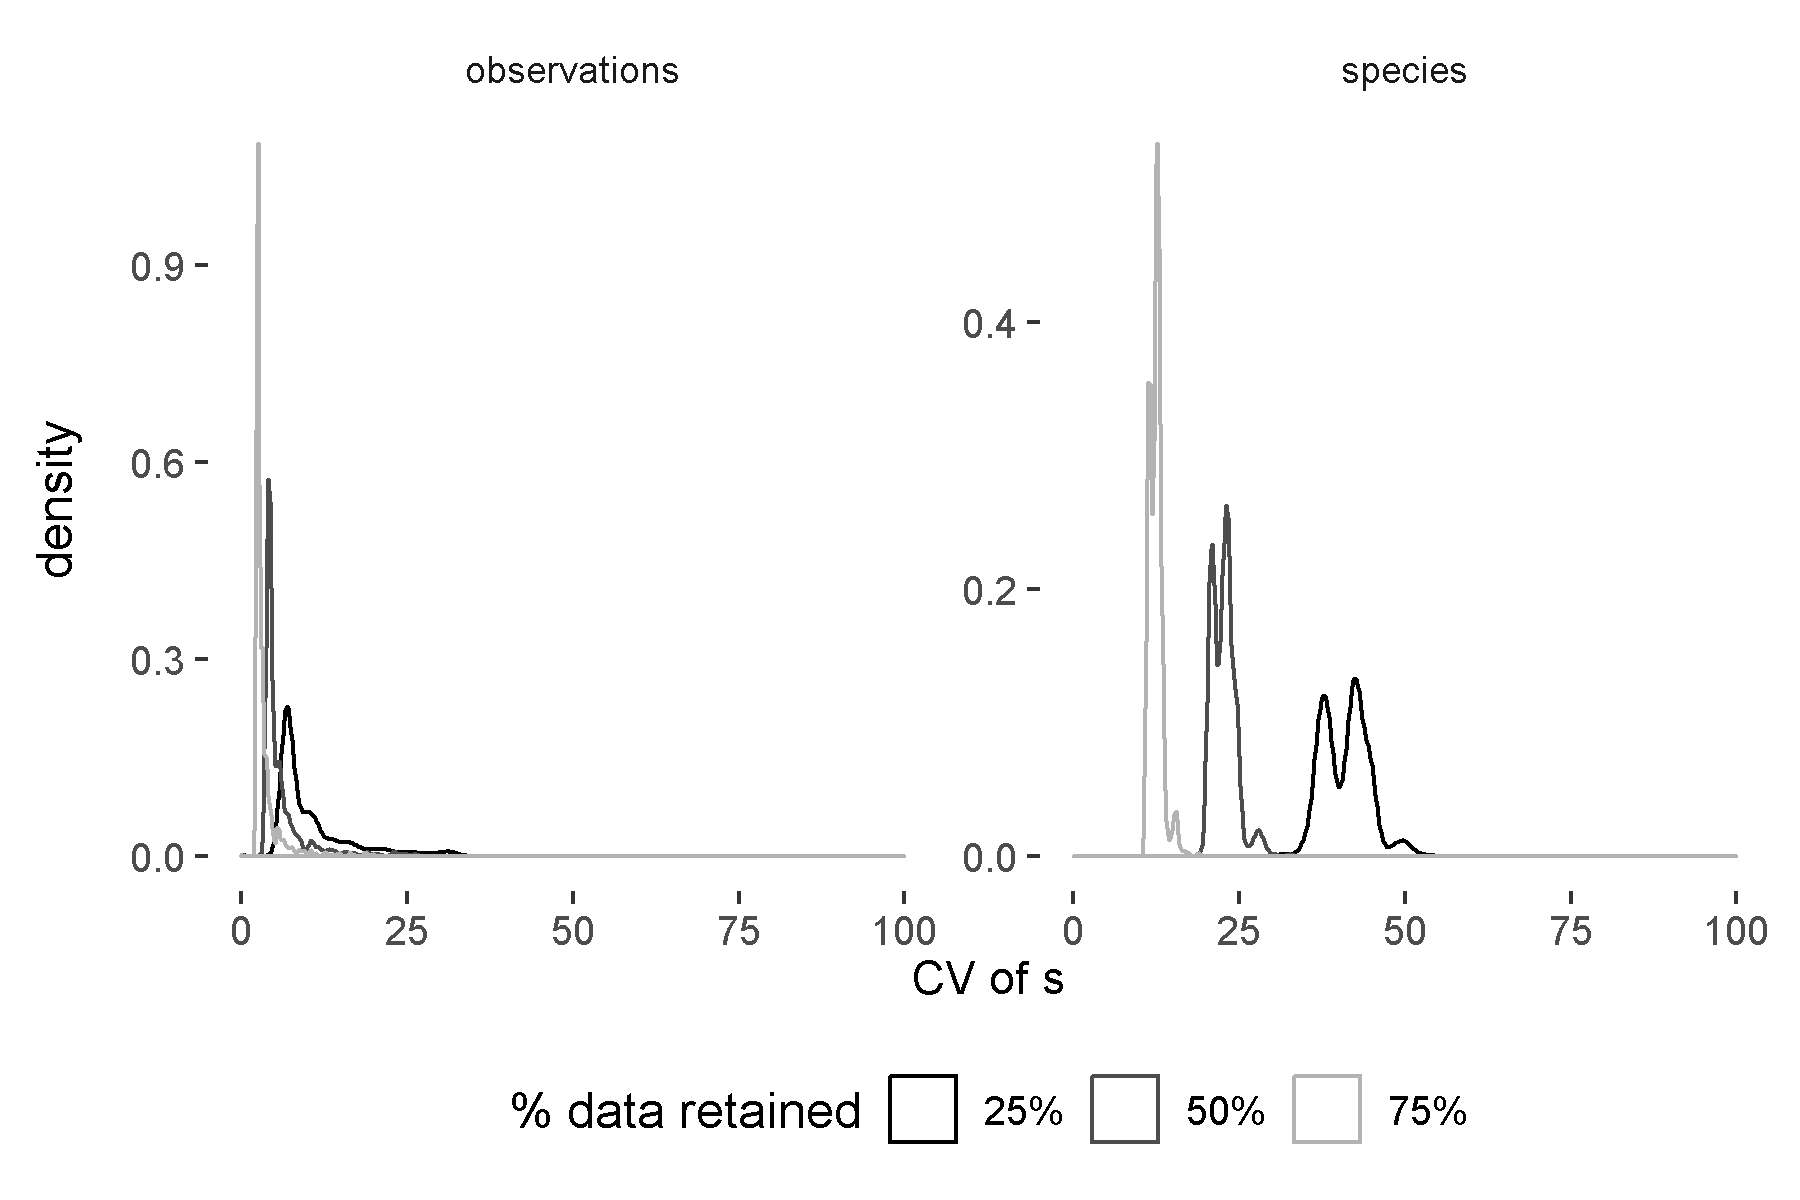 observations
species
density
0.9
0.6
0.3
0.0
0.4
0.2
0.0
0 25 50 75 100
0 25 50 75 100
CV of s
% data retained 25% 50% 75%